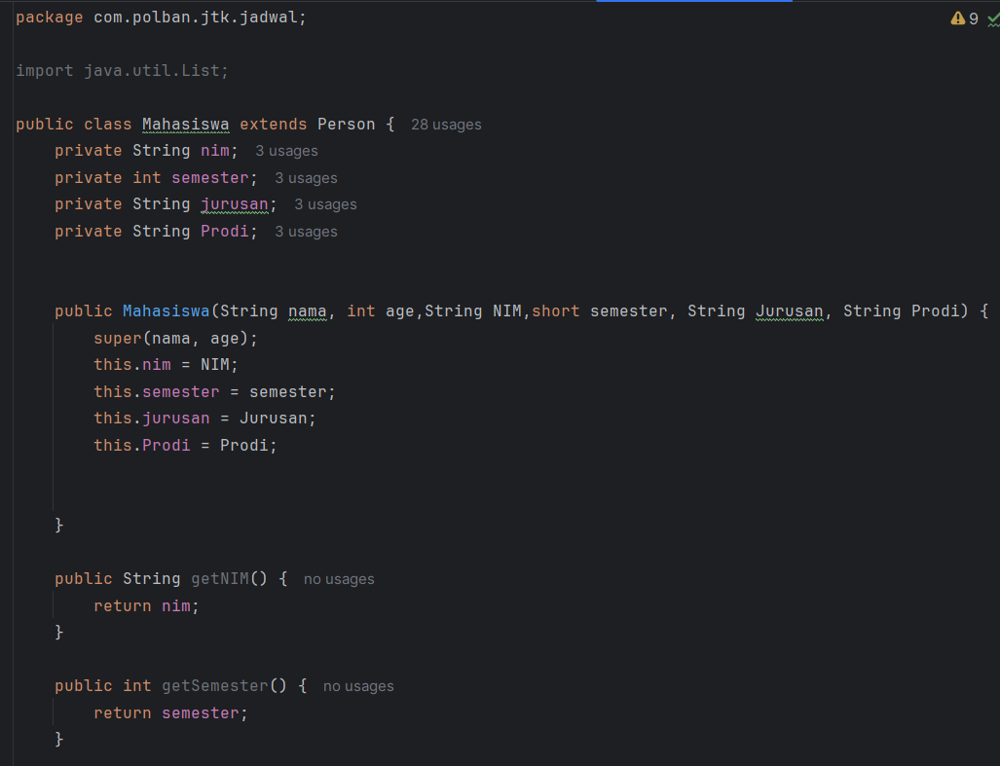 package com.polban.jtk.jadwal;
9
import java.util.List;
public class Mahasiswa extends Person { 28 usages
private String nim; 3 usages
private int semester; 3 usages
private String jurusan; 3 usages
private String Prodi; 3 usages
public Mahasiswa(String nama, int age,String NIM,short semester, String Jurusan, String Prodi) {
super(nama, age);
this.nim = NIM;
this.semester = semester;
this.jurusan = Jurusan;
this.Prodi = Prodi;
}
public String getNIM() { no usages
return nim;
}
public int getSemester() { no usages
return semester;
}